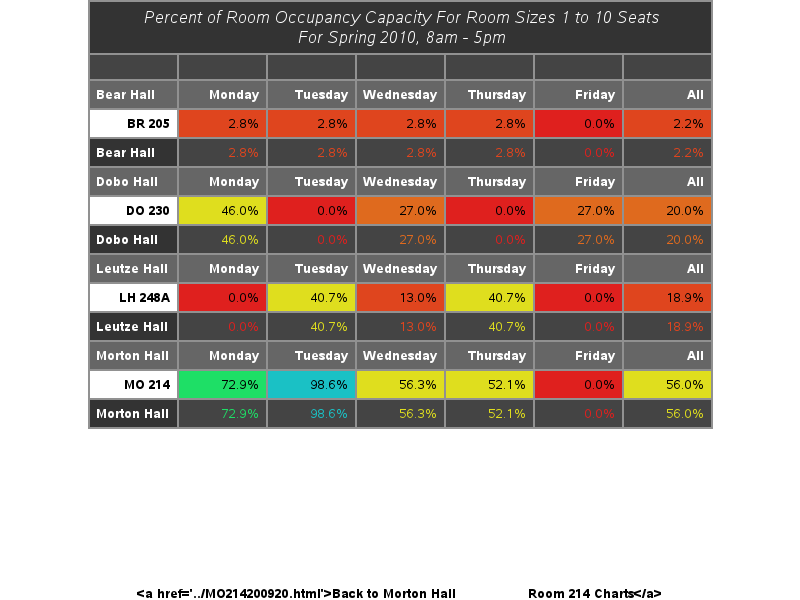 Percent of Room Occupancy Capacity For Room Sizes 1 to 10 Seats
For Spring 2010, 8am - 5pm
Bear Hall Monday Tuesday Wednesday Thursday Friday All
BR 205 2.8% 2.8% 2.8% 2.8% 0.0% 2.2%
Bear Hall 2.8% 2.8% 2.8% 2.8% 0.0% 2.2%
Dobo Hall Monday Tuesday Wednesday Thursday Friday All
DO 230 46.0% 0.0% 27.0% 0.0% 27.0% 20.0%
Dobo Hall 46.0% 0.0% 27.0% 0.0% 27.0% 20.0%
Leutze Hall Monday Tuesday Wednesday Thursday Friday All
LH 248A 0.0% 40.7% 13.0% 40.7% 0.0% 18.9%
Leutze Hall 0.0% 40.7% 13.0% 40.7% 0.0% 18.9%
Morton Hall Monday Tuesday Wednesday Thursday Friday All
MO 214 72.9% 98.6% 56.3% 52.1% 0.0% 56.0%
Morton Hall 72.9% 98.6% 56.3% 52.1% 0.0% 56.0%
<a href='../MO214200920.html'>Back to Morton Hall Room 214 Charts</a>